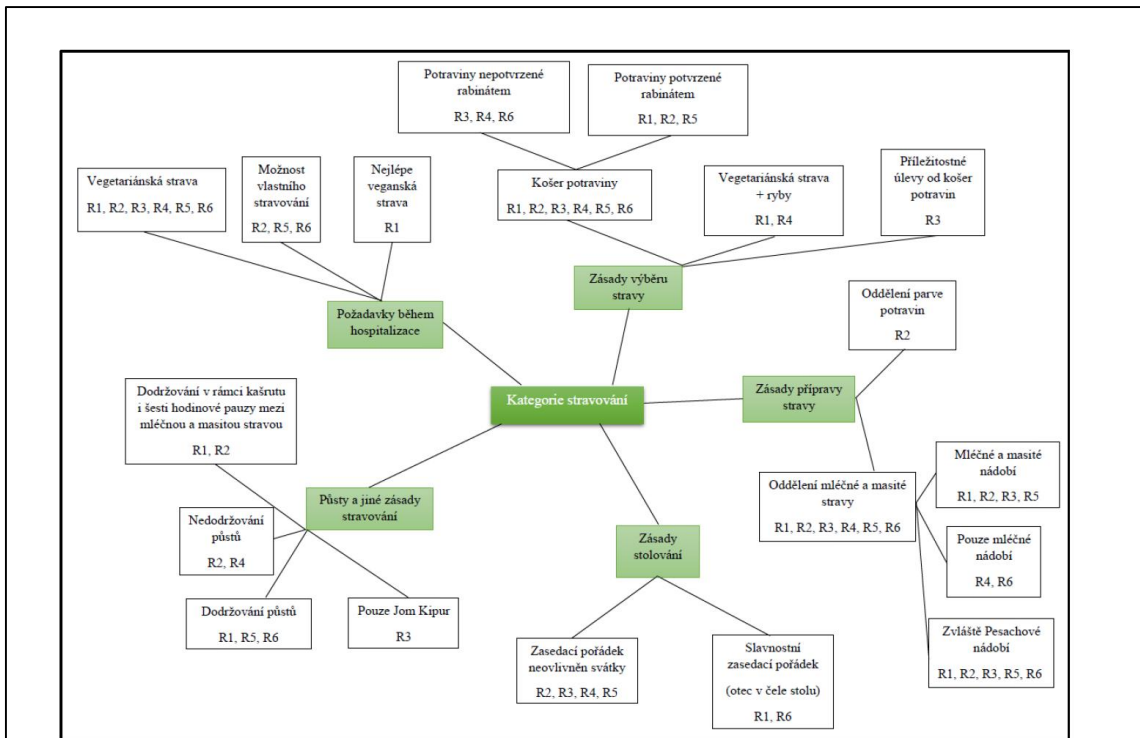 Potraviny nepotvrzené
rabinátem
R3, R4, R6
Potraviny potvrzené
rabinátem
R1, R2, R5
Vegetariánská strava
R1, R2, R3, R4, R5, R6
Možnost
vlastního
stravování
R2, R5, R6
Nejlépe
veganská
strava
R1
Košer potraviny
R1, R2, R3, R4, R5, R6
Vegetariánská strava
+ ryby
R1, R4
Příležitostné
úlevy od košer
potravin
R3
Požadavky během
hospitalizace
Zásady výběru
stravy
Oddělení parve
potravin
R2
Kategorie stravování
Zásady přípravy
stravy
Dodržování v rámci kašrutu
i šesti hodinové pauzy mezi
mléčnou a masitou stravou
R1, R2
Půsty a jiné zásady
stravování
Nedodržování
půstů
R2, R4
Dodržování půstů
R1, R5, R6
Pouze Jom Kipur
R3
Zásady
stolování
Zasedací pořádek
neovlivněn svátky
R2, R3, R4, R5
Slavnostní
zasedací pořádek
(otec v čele stolu)
R1, R6
Oddělení mléčné a masité
stravy
R1, R2, R3, R4, R5, R6
Mléčné a masité
nádobí
R1, R2, R3, R5
Pouze mléčné
nádobí
R4, R6
Zvláště Pesachové
nádobí
R1, R2, R3, R5, R6